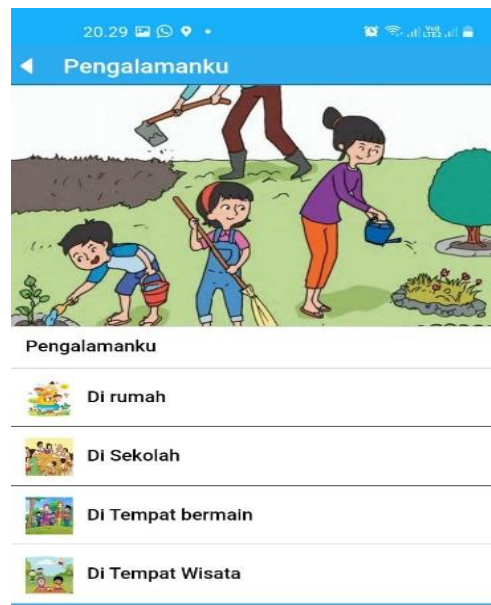 20.29
Pengalamanku
Pengalamanku
Di rumah
Di Sekolah
Di Tempat bermain
Di Tempat Wisata